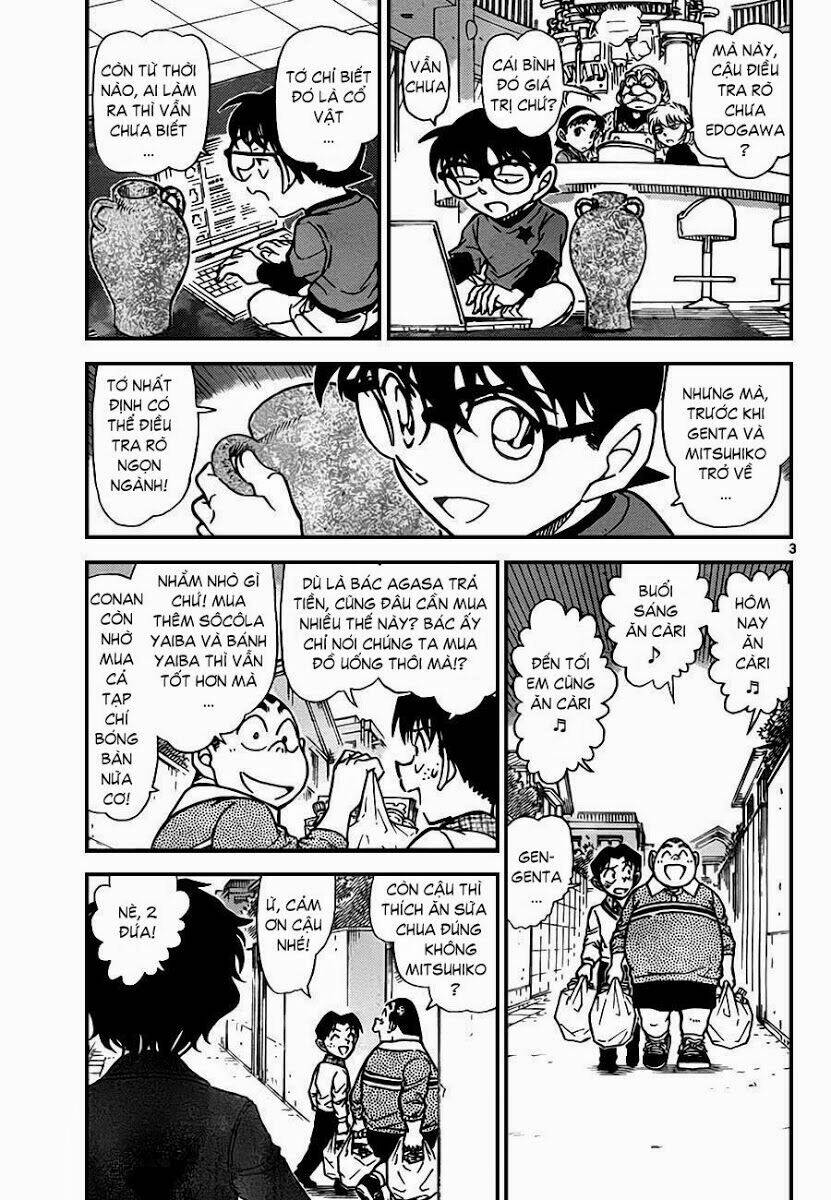 MÀ NÀY,
CẬU ĐIỀU
TRA RÕ
CHƯA
EDOGAWA
?
CÁI BÌNH
ĐÓ GIÁ
TRỊ CHỨ?
VẪN
CHƯA
TỚ CHỈ BIẾT
ĐÓ LÀ CỔ
VẬT ...
CÒN TỪ THỜI
NÀO, AI LÀM
RA THÌ VẪN
CHƯA BIẾT
...
NHƯNG MÀ,
TRƯỚC KHI
GENTA VÀ
MITSUHIKO
TRỞ VỀ
...
TỚ NHẤT
ĐỊNH CÓ
THỂ ĐIỀU
TRA RÕ
NGỌN
NGÀNH!
3
HÔM
NAY ĂN
CÀRI
♫
BUỔI
SÁNG
ĂN CÀRI
♪
ĐẾN TỐI
EM CŨNG
ĂN CÀRI
♫
GEN-
GENTA
...
DÙ LÀ BÁC AGASA TRẢ
TIỀN, CŨNG ĐÂU CẦN MUA
NHIỀU THẾ NÀY? BÁC ẤY
CHỈ NÓI CHÚNG TA MUA
ĐỒ UỐNG THÔI MÀ!?
NHẰM NHÒ GÌ
CHỨ! MUA
THÊM SÔCÔLA
YAIBA VÀ BÁNH
YAIBA THÌ VẪN
TỐT HƠN MÀ
...
CONAN
CÒN
NHỜ
MUA
CẢ
TẠP
CHÍ
BÓNG
BÀN
NỮA
CƠ!
CÒN CẬU THÌ
THÍCH ĂN SỮA
CHUA ĐÚNG
KHÔNG
MITSUHIKO
?
Ừ, CẢM
ƠN CẬU
NHÉ!
NÈ, 2
ĐỨA!